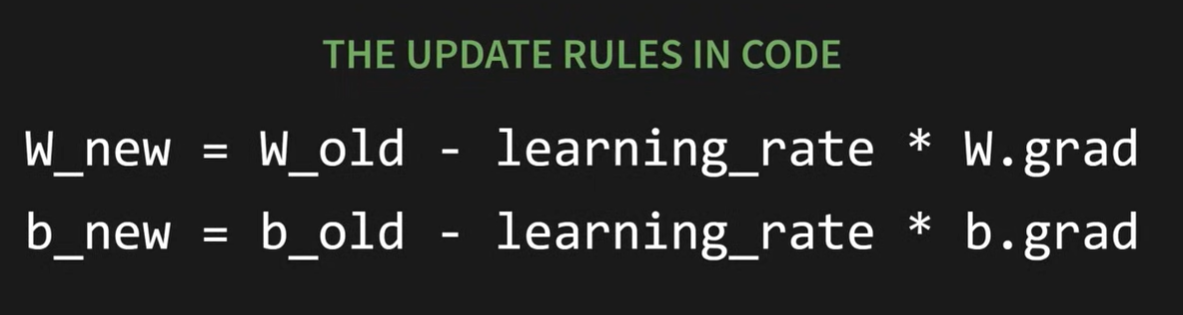 THE UPDATE RULES IN CODE
W_new = W_old - learning_rate * W.grad
b_new = b_old - learning_rate * b.grad